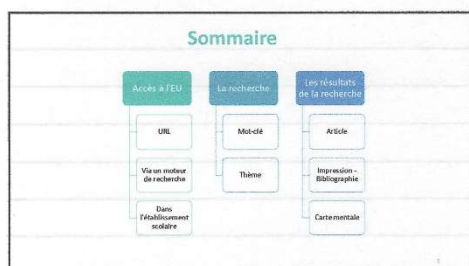 Sommaire
Accès à l'EU
URL
Via un moteur
de recherche
Dans
l'établissement
scolaire
La recherche
Mot-clé
Thème
Les résultats
de la recherche
Article
Impression -
Bibliographie
Carte mentale